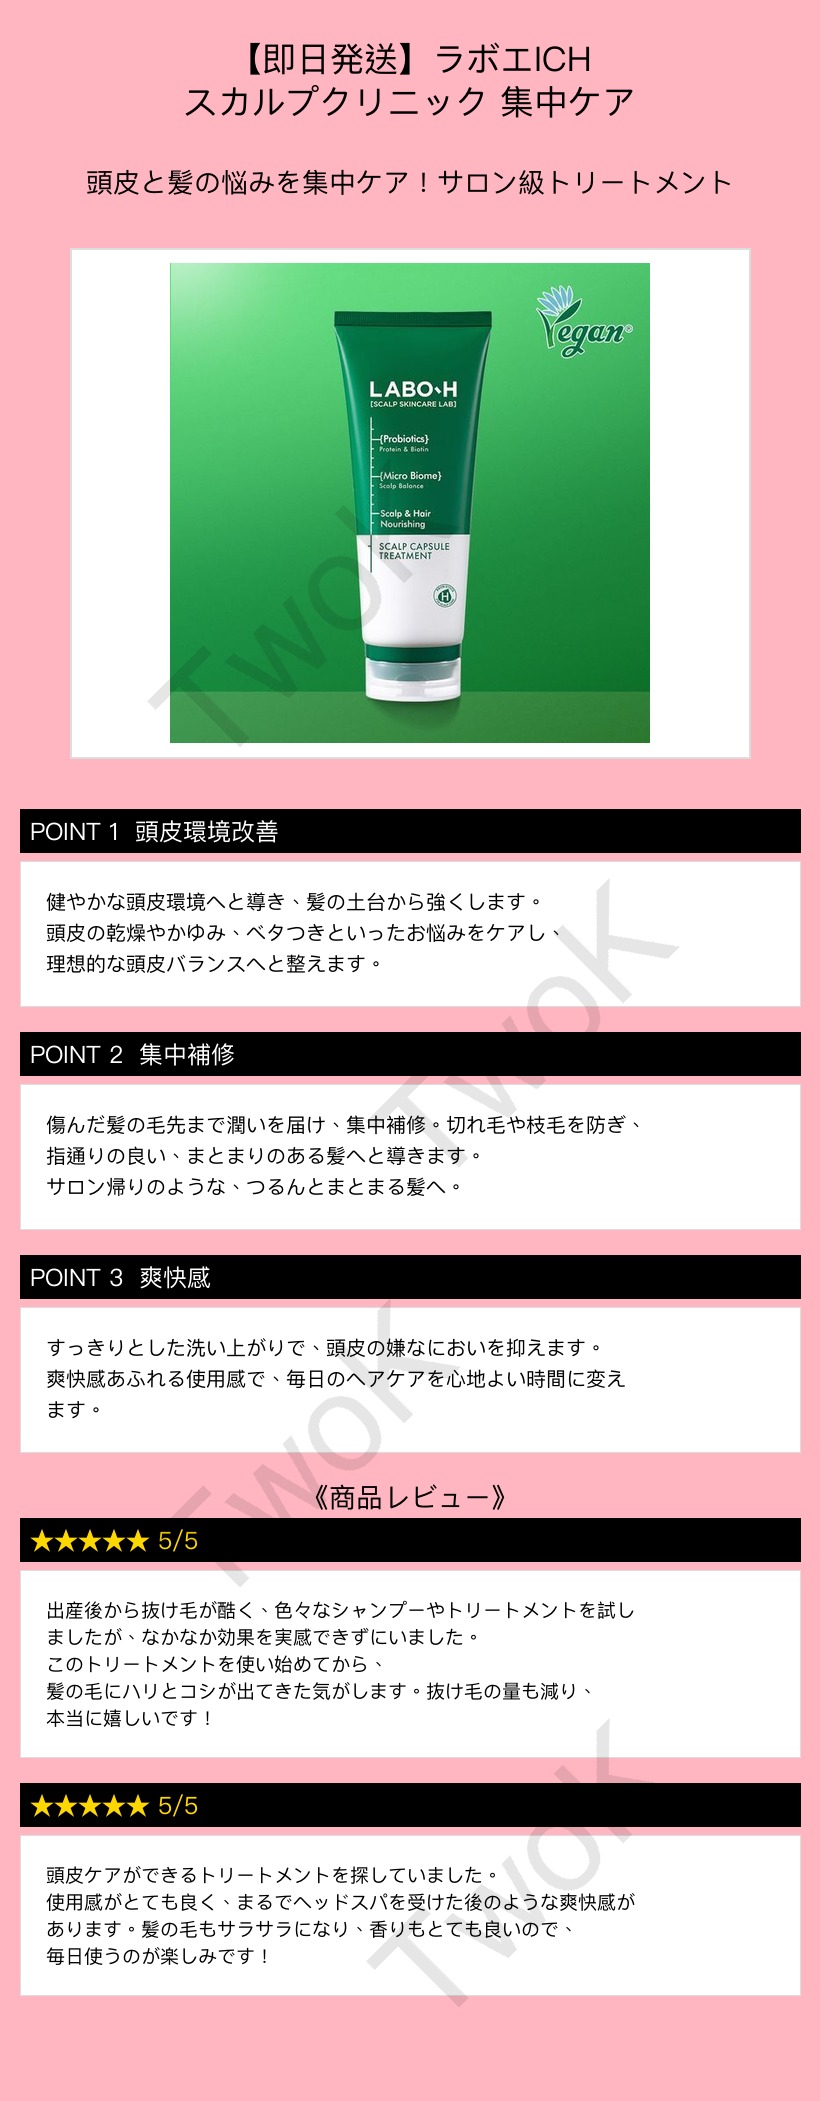 【即日発送】ラボエICH
スカルプクリニック 集中ケア
頭皮と髪の悩みを集中ケア！サロン級トリートメント
Vegan
LABO-H
[SCALP SKINCARE LAB]
{Probiotics}
Protein & Biotin
{Micro Biome}
Scalp Balance
Scalp & Hair
Nourishing
SCALP CAPSULE
TREATMENT
H
TwoK
POINT 1 頭皮環境改善
健やかな頭皮環境へと導き、髪の土台から強くします。
頭皮の乾燥やかゆみ、ベタつきといったお悩みをケアし、
理想的な頭皮バランスへと整えます。
TwoK
POINT 2 集中補修
傷んだ髪の毛先まで潤いを届け、集中補修。切れ毛や枝毛を防ぎ、
指通りの良い、まとまりのある髪へと導きます。
サロン帰りのような、つるんとまとまる髪へ。
POINT 3 爽快感
すっきりとした洗い上がりで、頭皮の嫌なにおいを抑えます。
爽快感あふれる使用感で、毎日のヘアケアを心地よい時間に変え
ます。
TwoK
《商品レビュー》
★★★★★ 5/5
出産後から抜け毛が酷く、色々なシャンプーやトリートメントを試し
ましたが、なかなか効果を実感できずにいました。
このトリートメントを使い始めてから、
髪の毛にハリとコシが出てきた気がします。抜け毛の量も減り、
本当に嬉しいです！
★★★★★ 5/5
頭皮ケアができるトリートメントを探していました。
使用感がとても良く、まるでヘッドスパを受けた後のような爽快感が
あります。髪の毛もサラサラになり、香りもとても良いので、
毎日使うのが楽しみです！
TwoK